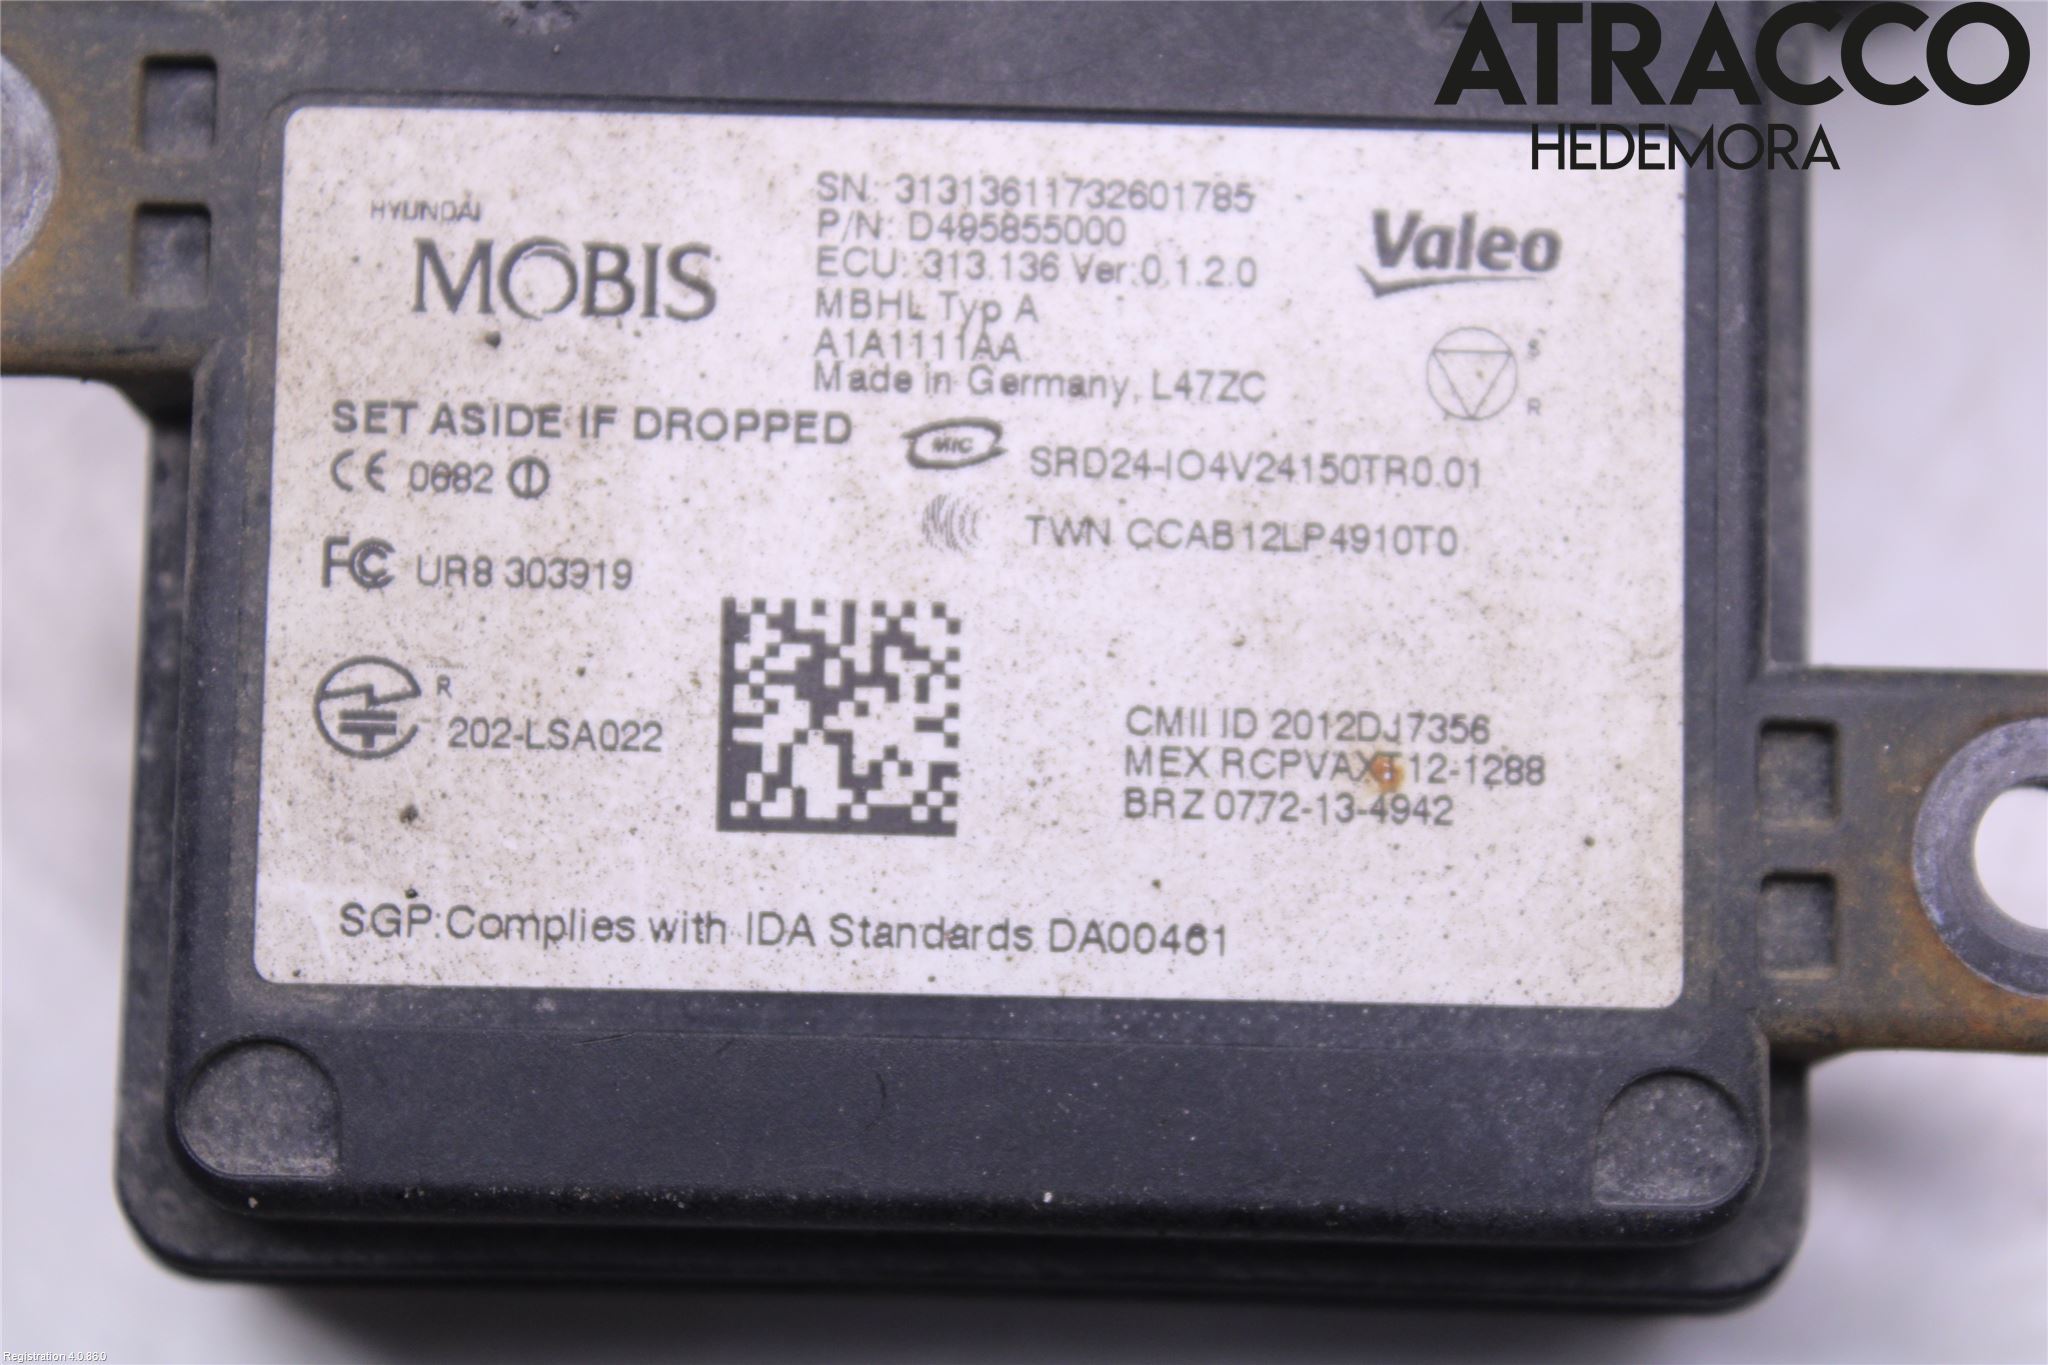 ATRACCO
HEDEMORA
HYUNDAI
MOBIS
SN: 31313611732601785
P/N: D495855000
ECU: 313.136 Ver:0.1.2.0
MBHL Typ A
A1A1111AA
Made in Germany, L47ZC
Valeo
S
R
SET ASIDE IF DROPPED
CE 0682
MIC
SRD24-IO4V24150TR0.01
TWN CCAB12LP4910T0
FC UR8 303919
R
202-LSA022
CMII ID 2012DJ7356
MEX RCPVAXT12-1288
BRZ 0772-13-4942
SGP:Complies with IDA Standards DA00461
Registration 4.0.86.0